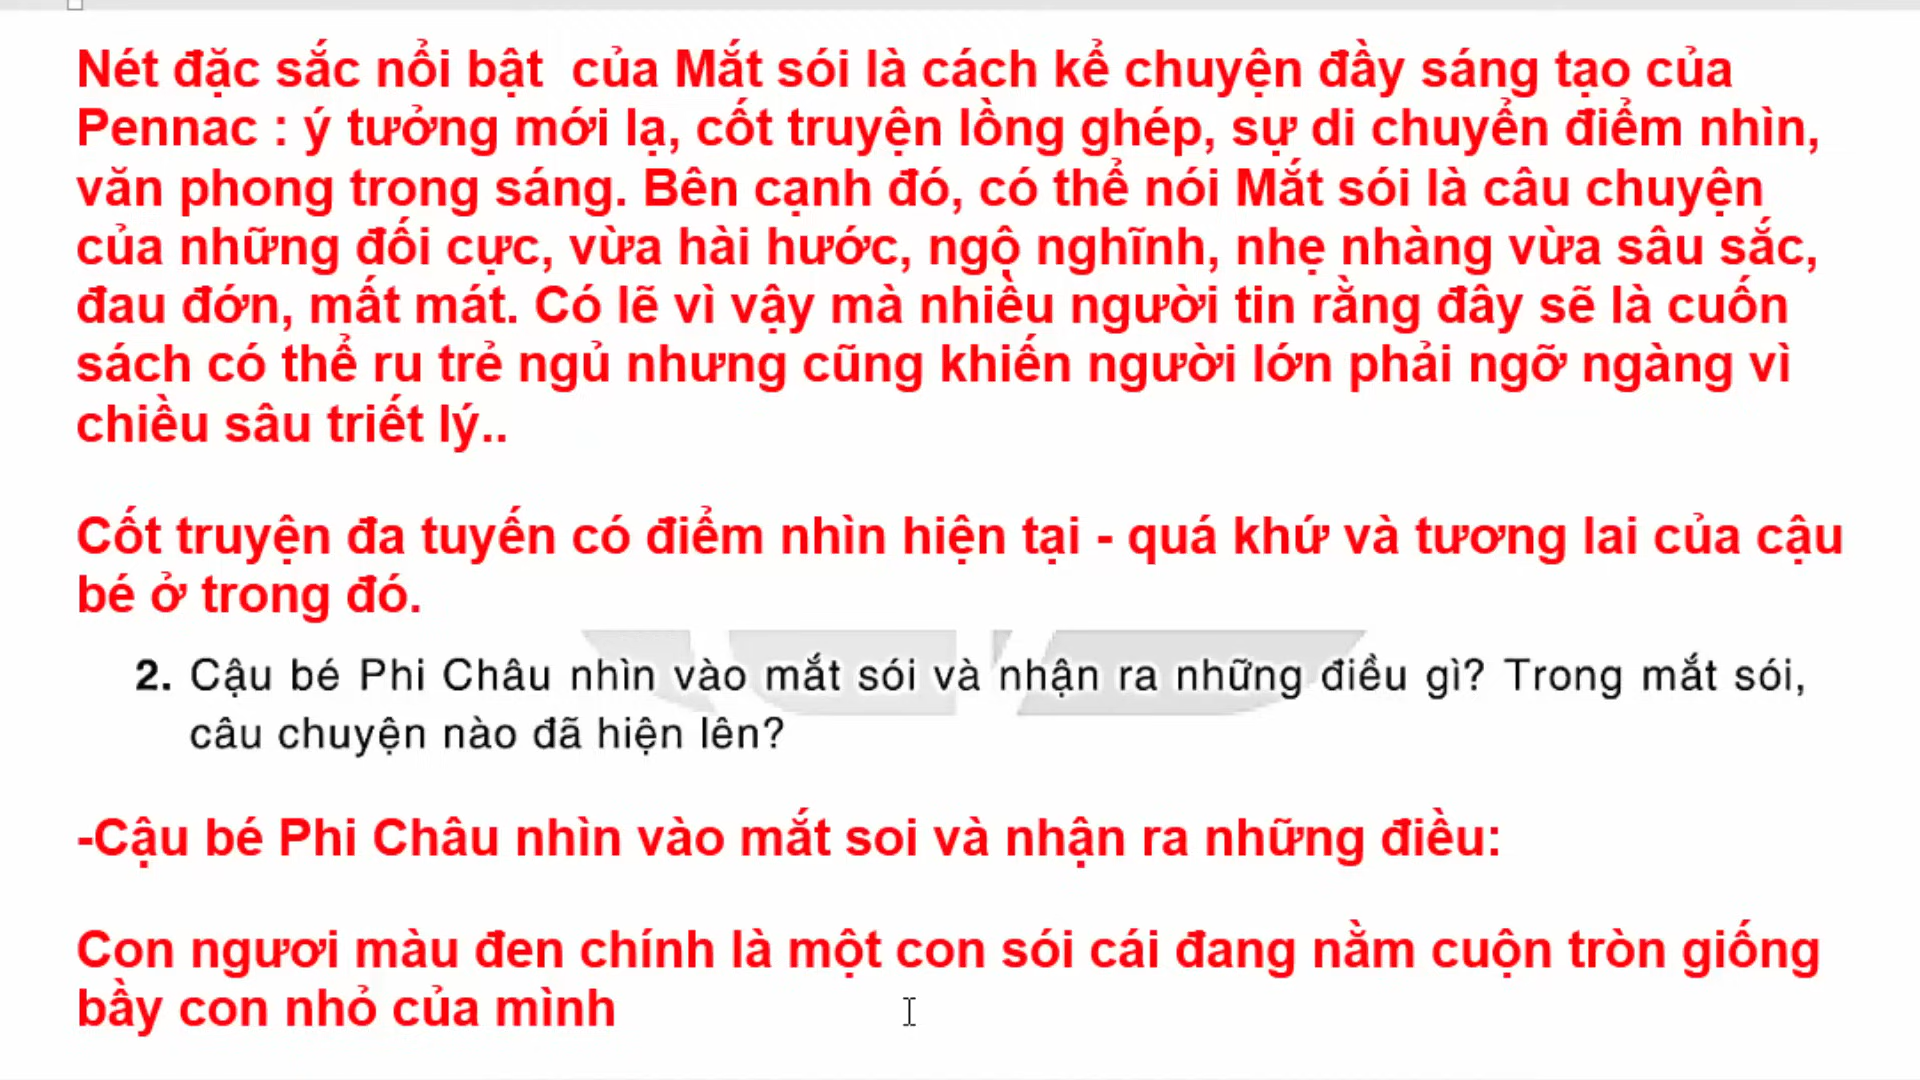 Nét đặc sắc nổi bật  của Mắt sói là cách kể chuyện đầy sáng tạo của
Pennac : ý tưởng mới lạ, cốt truyện lồng ghép, sự di chuyển điểm nhìn,
văn phong trong sáng. Bên cạnh đó, có thể nói Mắt sói là câu chuyện
của những đối cực, vừa hài hước, ngộ nghĩnh, nhẹ nhàng vừa sâu sắc,
đau đớn, mất mát. Có lẽ vì vậy mà nhiều người tin rằng đây sẽ là cuốn
sách có thể ru trẻ ngủ nhưng cũng khiến người lớn phải ngỡ ngàng vì
chiều sâu triết lý..
Cốt truyện đa tuyến có điểm nhìn hiện tại - quá khứ và tương lai của cậu
bé ở trong đó.
2. Cậu bé Phi Châu nhìn vào mắt sói và nhận ra những điều gì? Trong mắt sói,
câu chuyện nào đã hiện lên?
-Cậu bé Phi Châu nhìn vào mắt soi và nhận ra những điều:
Con ngươi màu đen chính là một con sói cái đang nằm cuộn tròn giống
bầy con nhỏ của mình